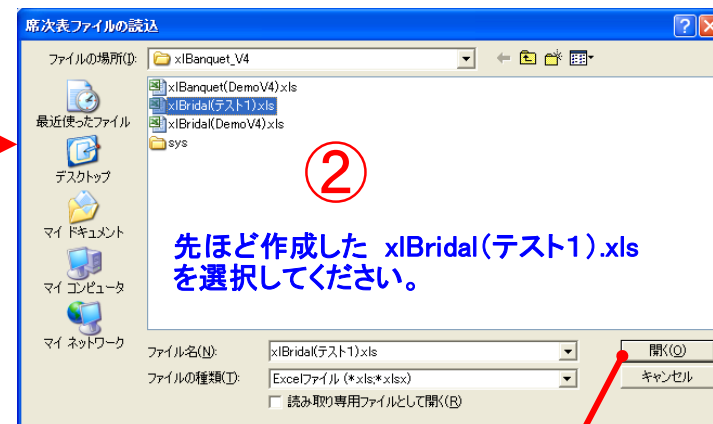 席次表ファイルの読込
ファイルの場所(I): xlBanquet_V4
xlBanquet(DemoV4).xls
xlBridal(テスト1).xls
xlBridal(DemoV4).xls
sys
最近使ったファイル
デスクトップ
マイ ドキュメント
マイ コンピュータ
マイ ネットワーク
②
先ほど作成した xlBridal(テスト1).xls
を選択してください。
ファイル名(N): xlBridal(テスト1).xls 開く(O)
ファイルの種類(T): Excelファイル (*.xls;*.xlsx) キャンセル
読み取り専用ファイルとして開く(R)